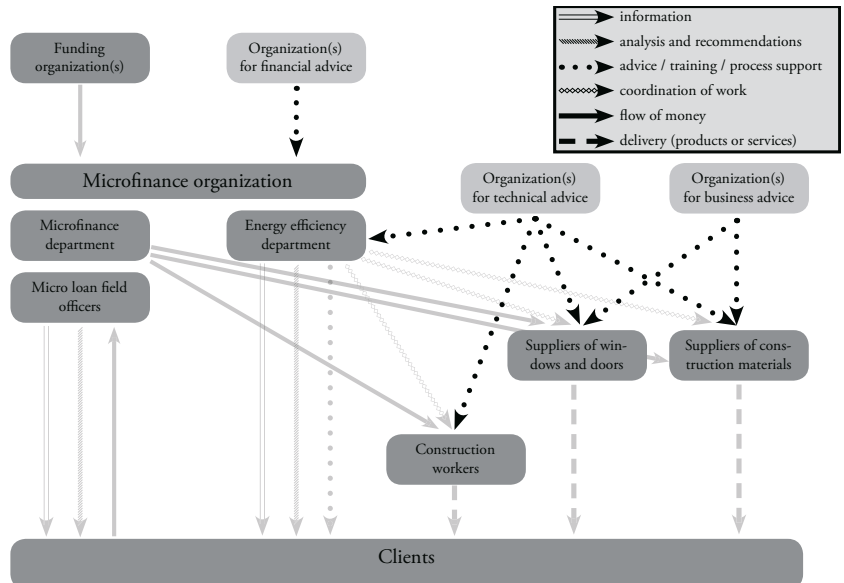 information
analysis and recommendations
advice / training / process support
coordination of work
flow of money
delivery (products or services)
Funding
organization(s)
Organization(s)
for financial advice
Microfinance organization
Organization(s)
for technical advice
Organization(s)
for business advice
Microfinance
department
Energy efficiency
department
Micro loan field
officers
Suppliers of win-
dows and doors
Suppliers of cons-
truction materials
Construction
workers
Clients